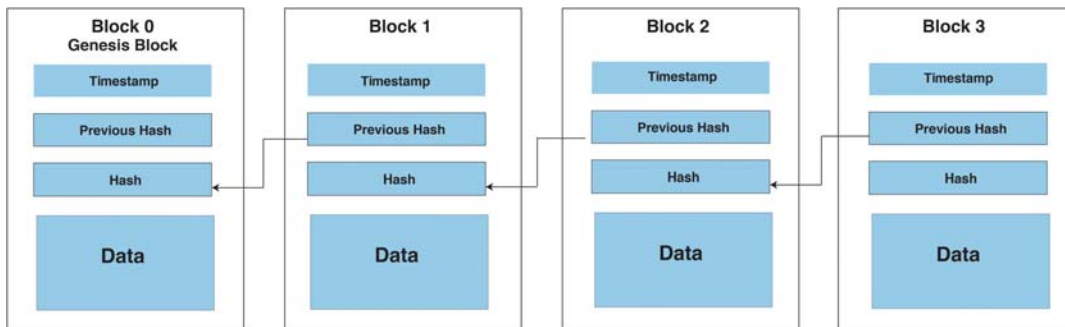 Block 0
Genesis Block
Timestamp
Previous Hash
Hash
Data
Block 1
Timestamp
Previous Hash
Hash
Data
Block 2
Timestamp
Previous Hash
Hash
Data
Block 3
Timestamp
Previous Hash
Hash
Data